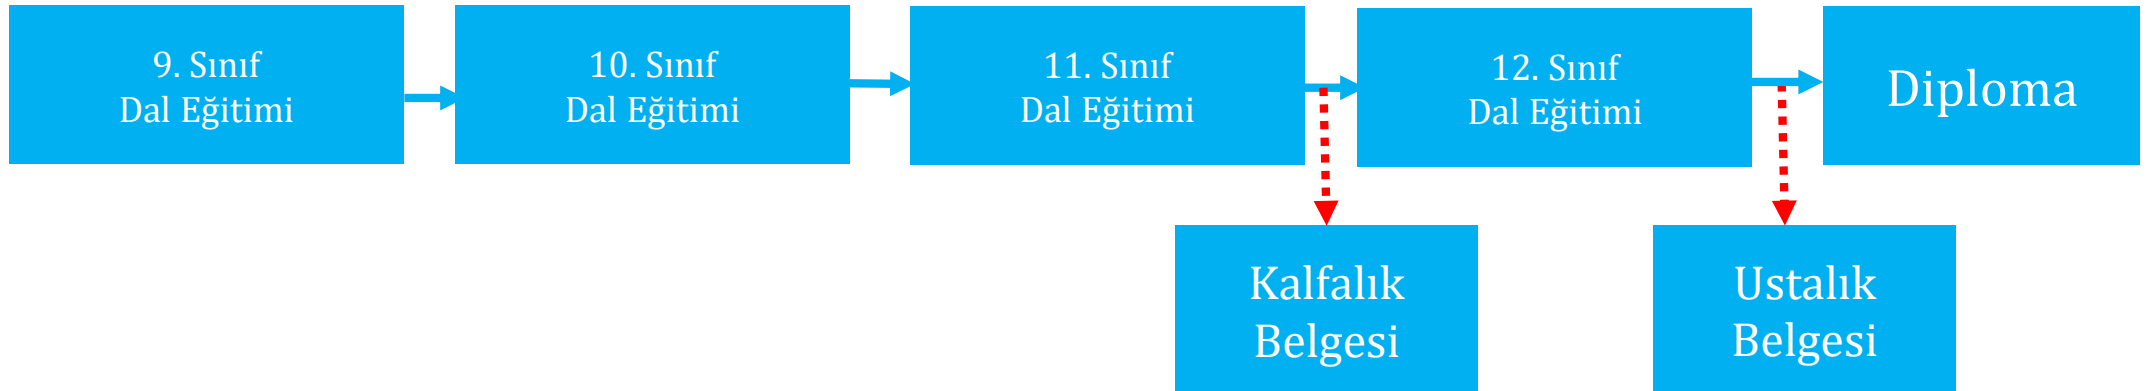 9. Sınıf
Dal Eğitimi
10. Sınıf
Dal Eğitimi
11. Sınıf
Dal Eğitimi
12. Sınıf
Dal Eğitimi
Diploma
Kalfalık
Belgesi
Ustalık
Belgesi